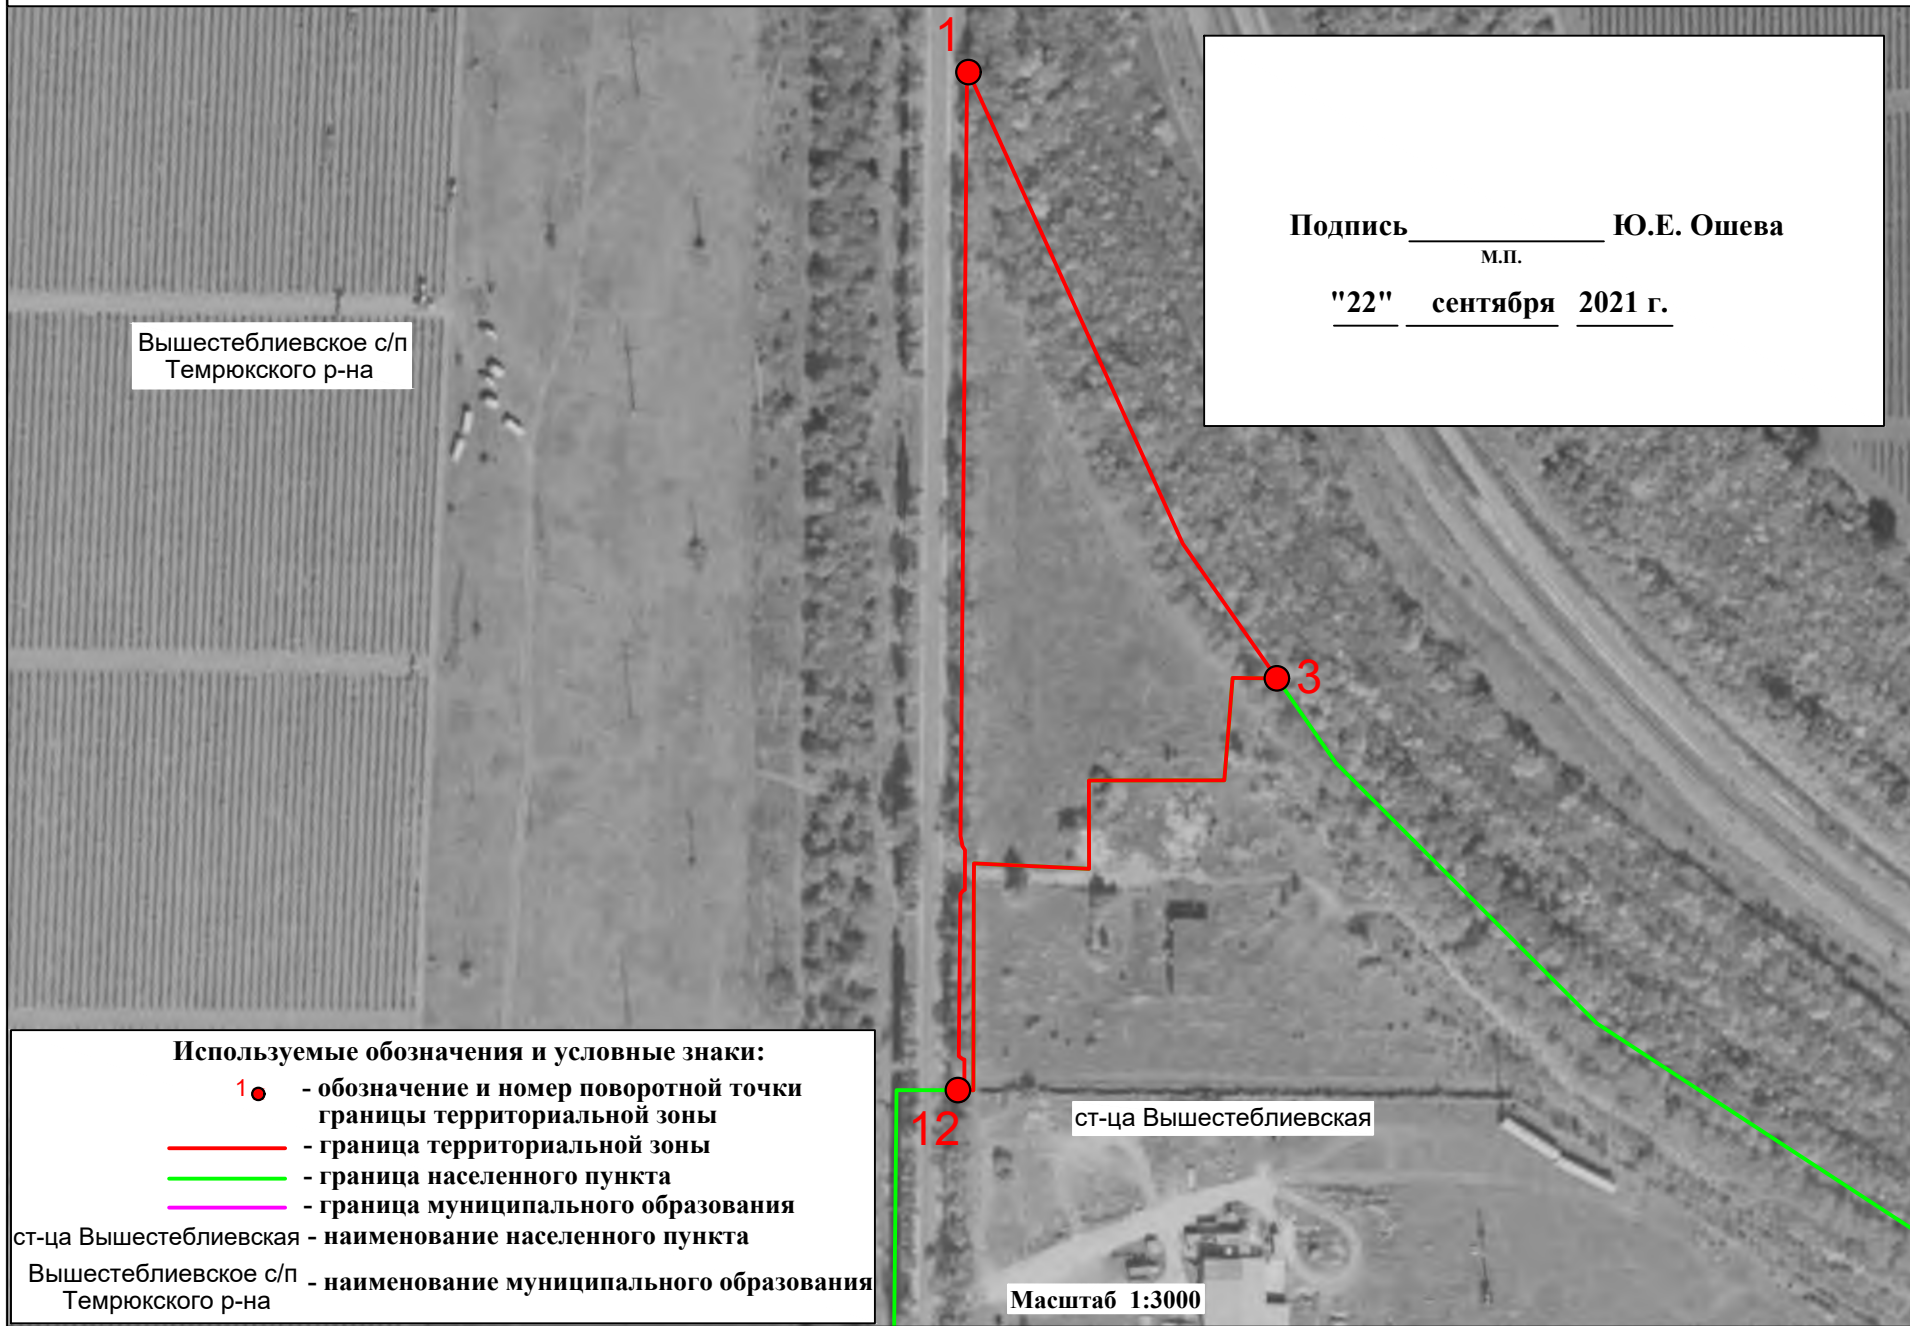 1
Подпись____________ Ю.Е. Ошева
М.П.
"22" сентября 2021 г.
Вышестеблиевское с/п
Темрюкского р-на
3
12
ст-ца Вышестеблиевская
Используемые обозначения и условные знаки:
1 - обозначение и номер поворотной точки
границы территориальной зоны
- граница территориальной зоны
- граница населенного пункта
- граница муниципального образования
ст-ца Вышестеблиевская - наименование населенного пункта
Вышестеблиевское с/п - наименование муниципального образования
Темрюкского р-на
Масштаб 1:3000